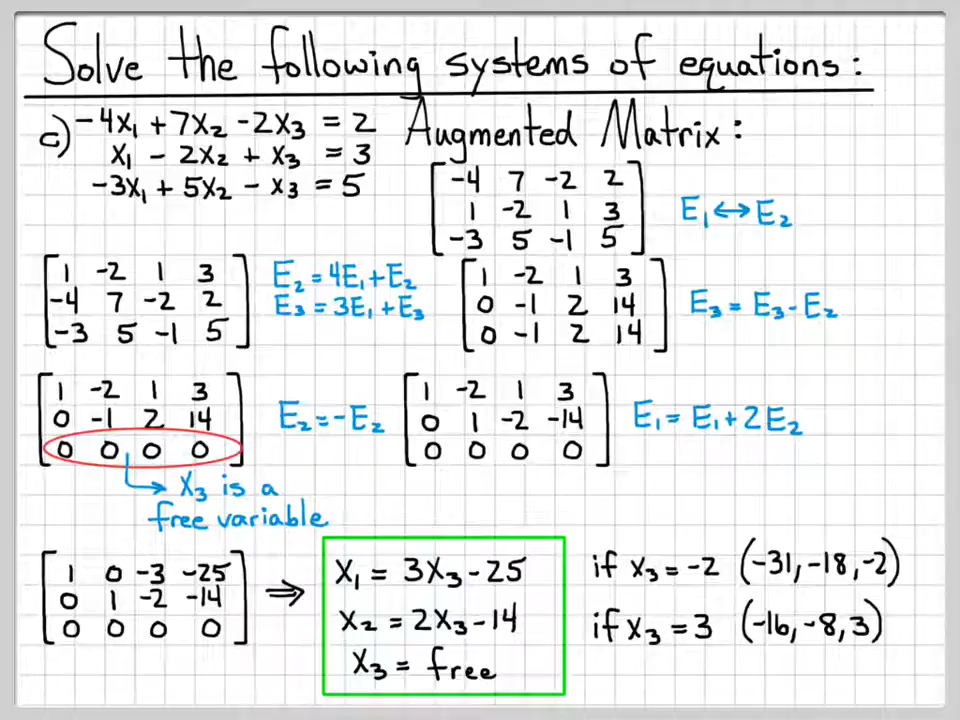 Solve the following systems of equations:
c) -4x₁ + 7x₂ - 2x₃ = 2
x₁ - 2x₂ + x₃ = 3
-3x₁ + 5x₂ - x₃ = 5
Augmented Matrix:
-4 7 -2 2
1 -2 1 3
-3 5 -1 5
E₁ ↔ E₂
1 -2 1 3
-4 7 -2 2
-3 5 -1 5
E₂ = 4E₁ + E₂
E₃ = 3E₁ + E₃
1 -2 1 3
0 -1 2 14
0 -1 2 14
E₃ = E₃ - E₂
1 -2 1 3
0 -1 2 14
0 0 0 0
x₃ is a
free variable
E₂ = -E₂
1 -2 1 3
0 1 -2 -14
0 0 0 0
E₁ = E₁ + 2E₂
1 0 -3 -25
0 1 -2 -14
0 0 0 0
⇒
x₁ = 3x₃ - 25
x₂ = 2x₃ - 14
x₃ = free
if x₃ = -2 (-31, -18, -2)
if x₃ = 3 (-16, -8, 3)